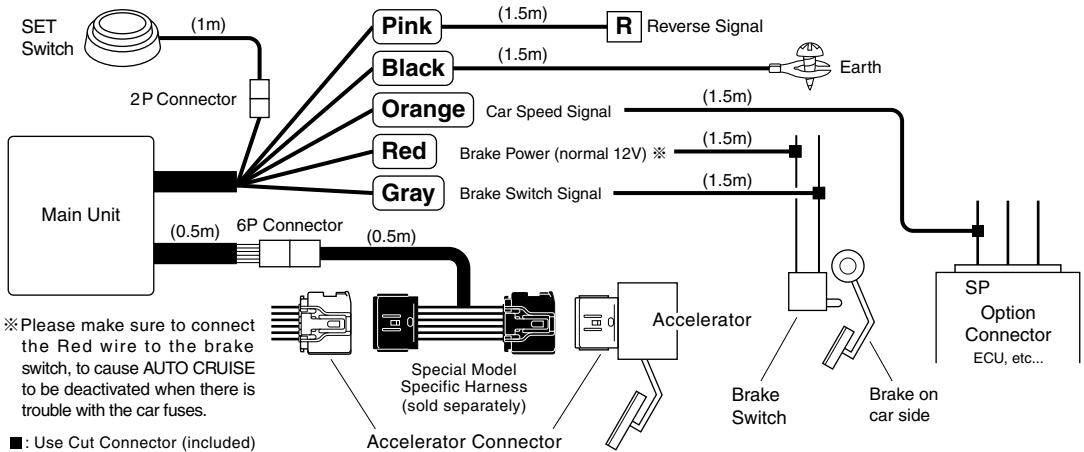 SET
Switch
(1m)
2P Connector
Pink
(1.5m)
R
Reverse Signal
Black
(1.5m)
Earth
Orange
Car Speed Signal
(1.5m)
Red
Brake Power (normal 12V) ※
(1.5m)
Gray
Brake Switch Signal
(1.5m)
Main Unit
(0.5m)
6P Connector
(0.5m)
※Please make sure to connect
the Red wire to the brake
switch, to cause AUTO CRUISE
to be deactivated when there is
trouble with the car fuses.
■: Use Cut Connector (included)
Special Model
Specific Harness
(sold separately)
Accelerator Connector
Accelerator
Brake
Switch
Brake on
car side
SP
Option
Connector
ECU, etc...